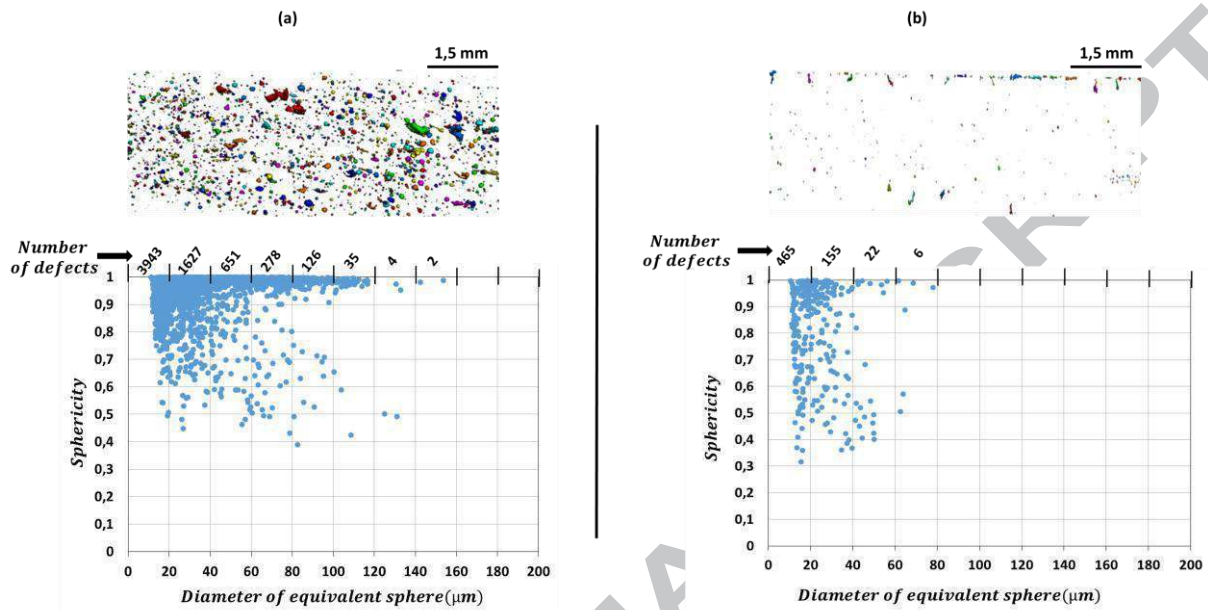 (a)
1,5 mm
Number
of defects
3943 1627 651 278 126 35 4 2
1
0,9
0,8
0,7
0,6
0,5
0,4
0,3
0,2
0,1
0
Sphericity
0 20 40 60 80 100 120 140 160 180 200
Diameter of equivalent sphere(µm)
(b)
1,5 mm
Number
of defects
465 155 22 6
1
0,9
0,8
0,7
0,6
0,5
0,4
0,3
0,2
0,1
0
Sphericity
0 20 40 60 80 100 120 140 160 180 200
Diameter of equivalent sphere(µm)